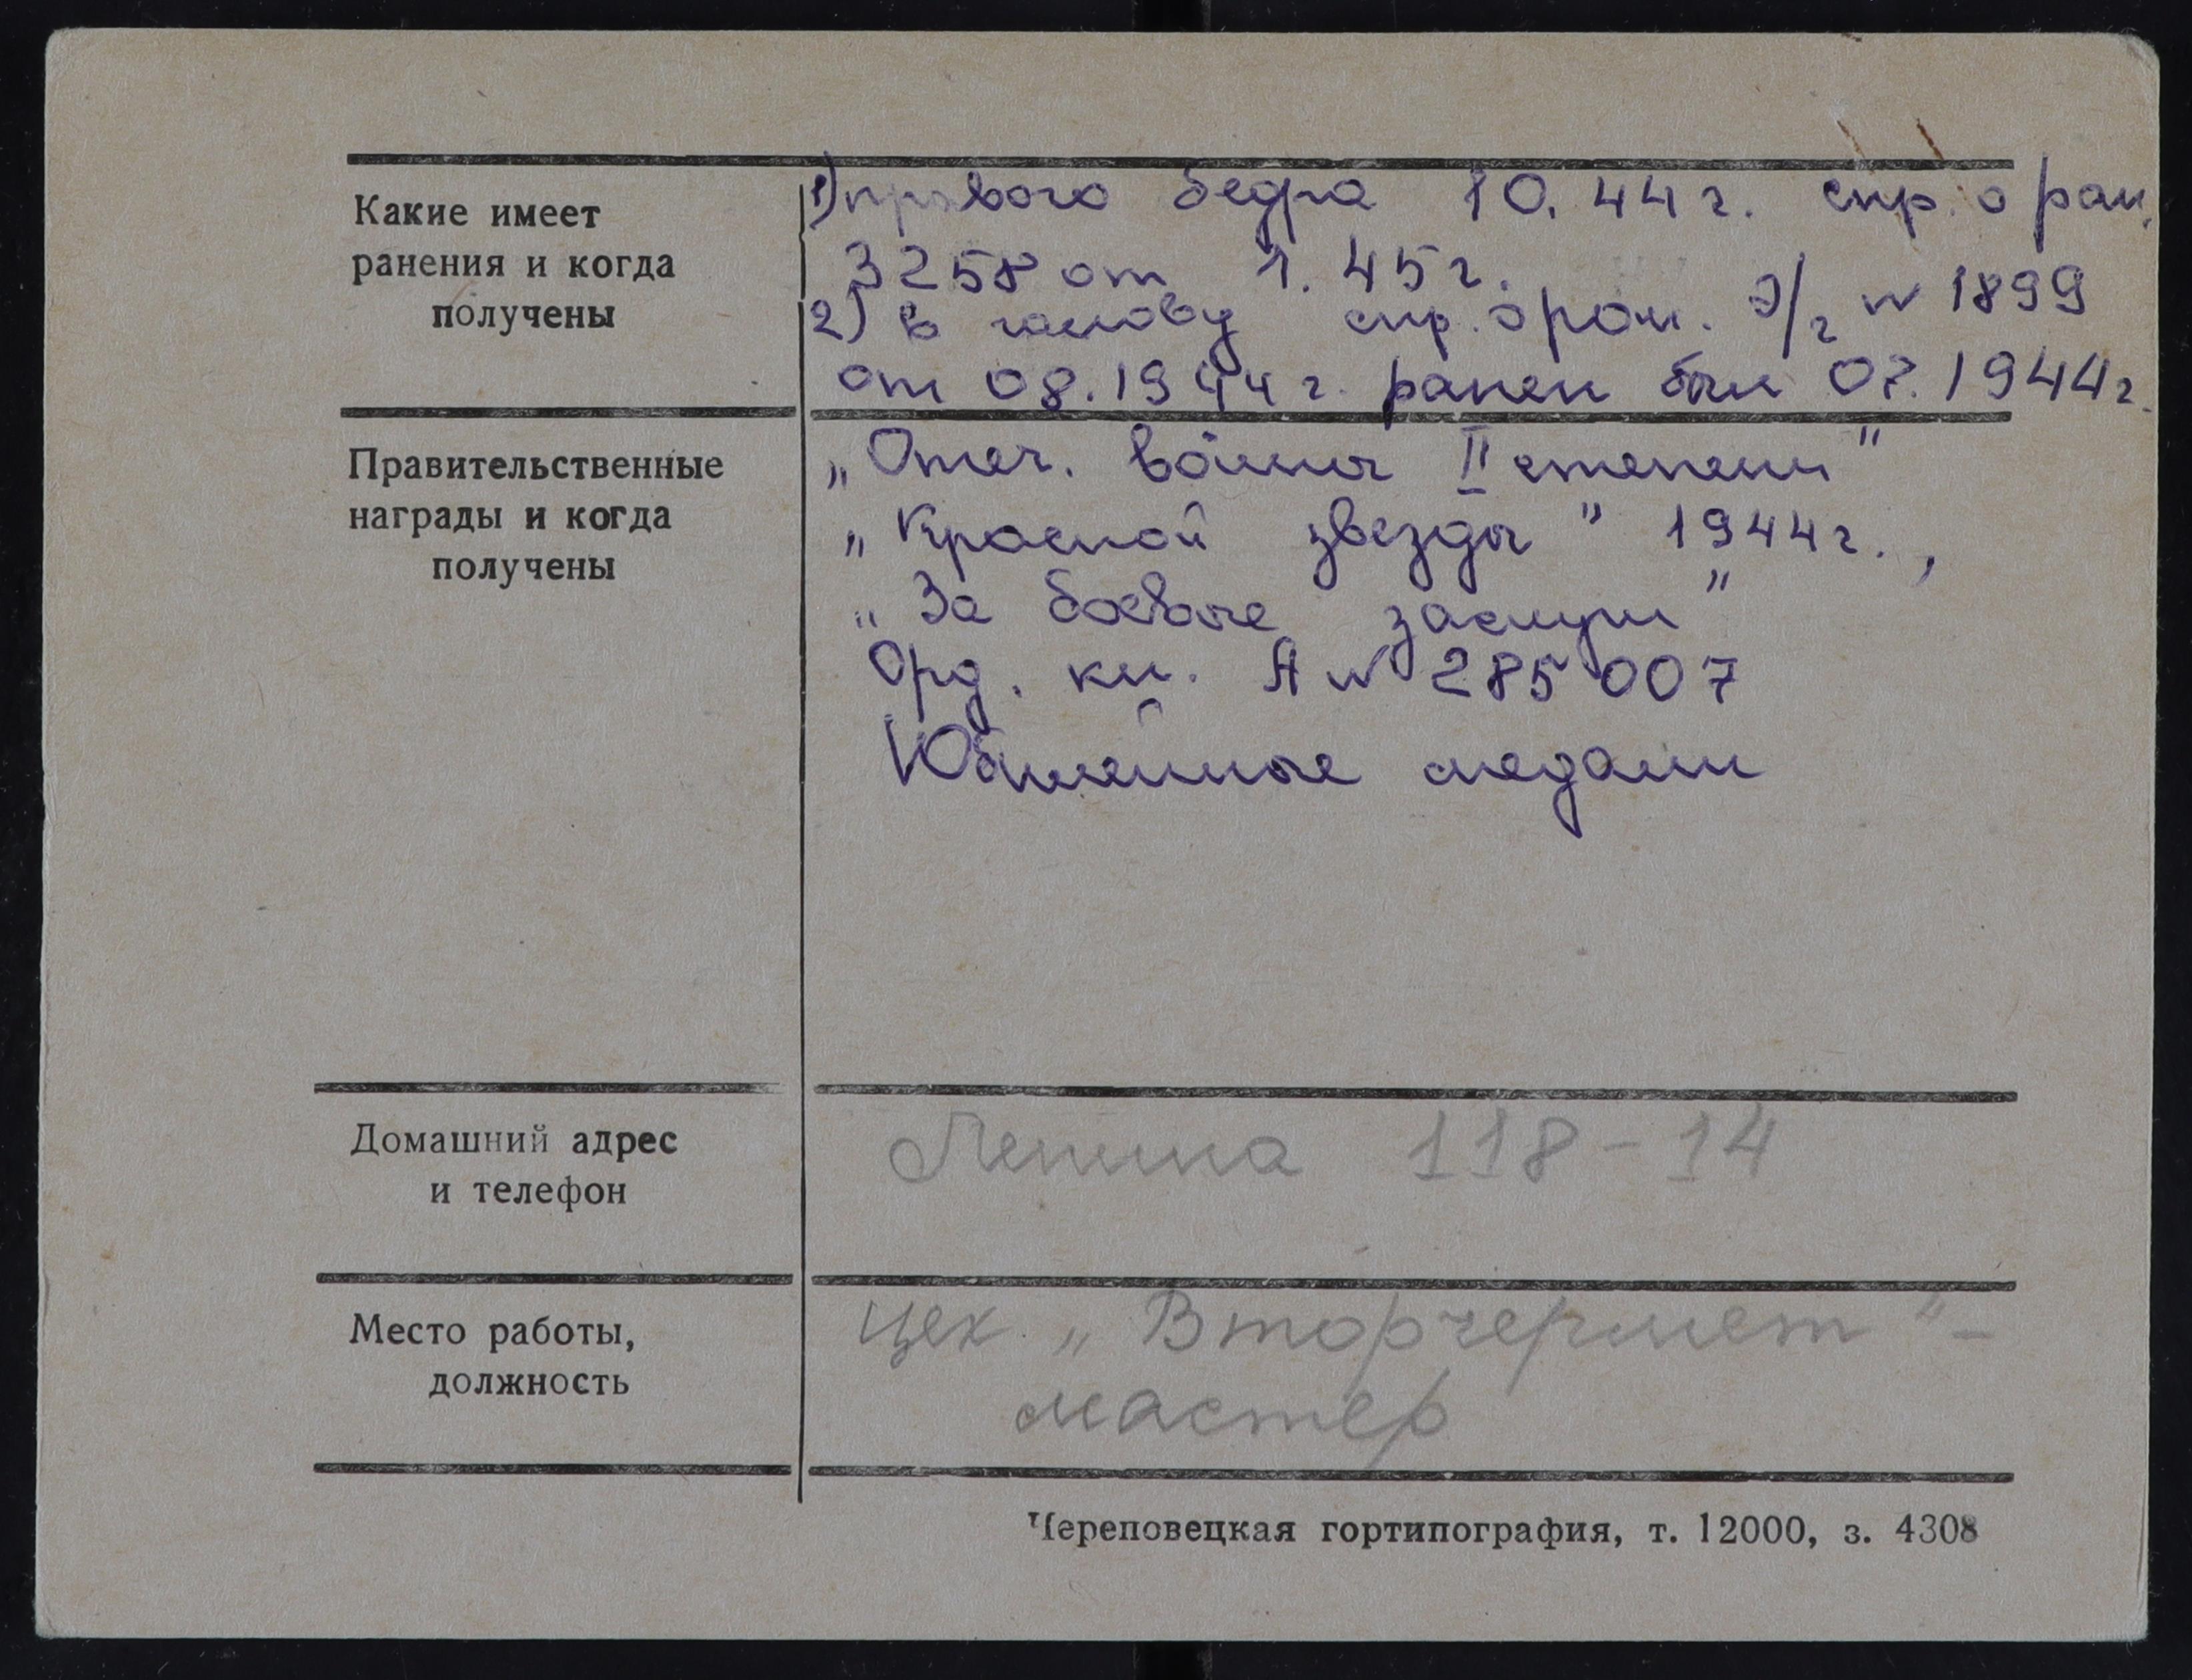 Какие имеет
ранения и когда
получены
1) правого бедра 10.44 г. спр. о ран.
3258 от 1.45 г.
2) в голову спр. о ран. Э/г № 1899
от 08.1944 г. ранен был 07.1944 г.
Правительственные
награды и когда
получены
„Отеч. войны II степени"
„Красной звезды" 1944 г.,
„За боевые заслуги"
Орд. кн. А № 285007
Юбилейные медали
Домашний адрес
и телефон
Ленина 118-14
Место работы,
должность
цех „Вторчермет" -
мастер
Череповецкая гортипография, т. 12000, з. 4308